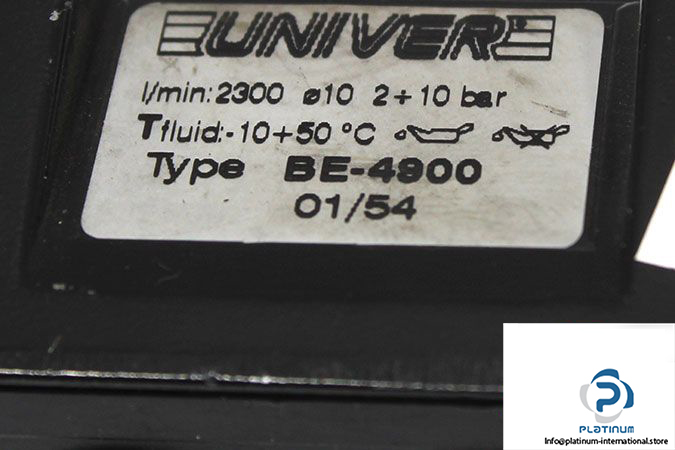 UNIVER
l/min: 2300 ø10 2÷10 bar
Tfluid:-10÷50 °C
Type BE-4900
01/54
PLATINUM
Info@platinum-international.store